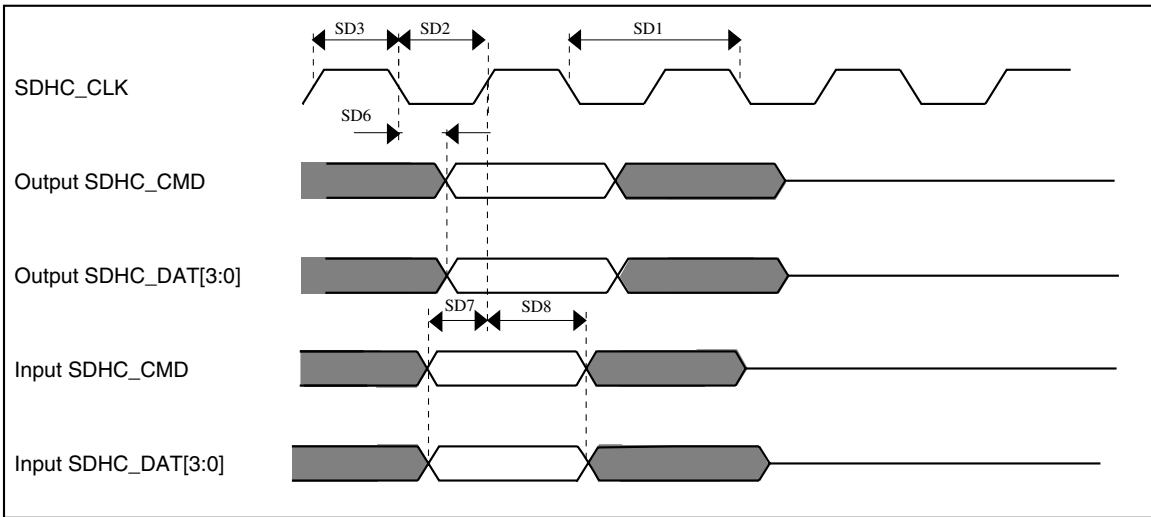 SD3
SD2
SD1
SDHC_CLK
SD6
Output SDHC_CMD
Output SDHC_DAT[3:0]
SD7
SD8
Input SDHC_CMD
Input SDHC_DAT[3:0]